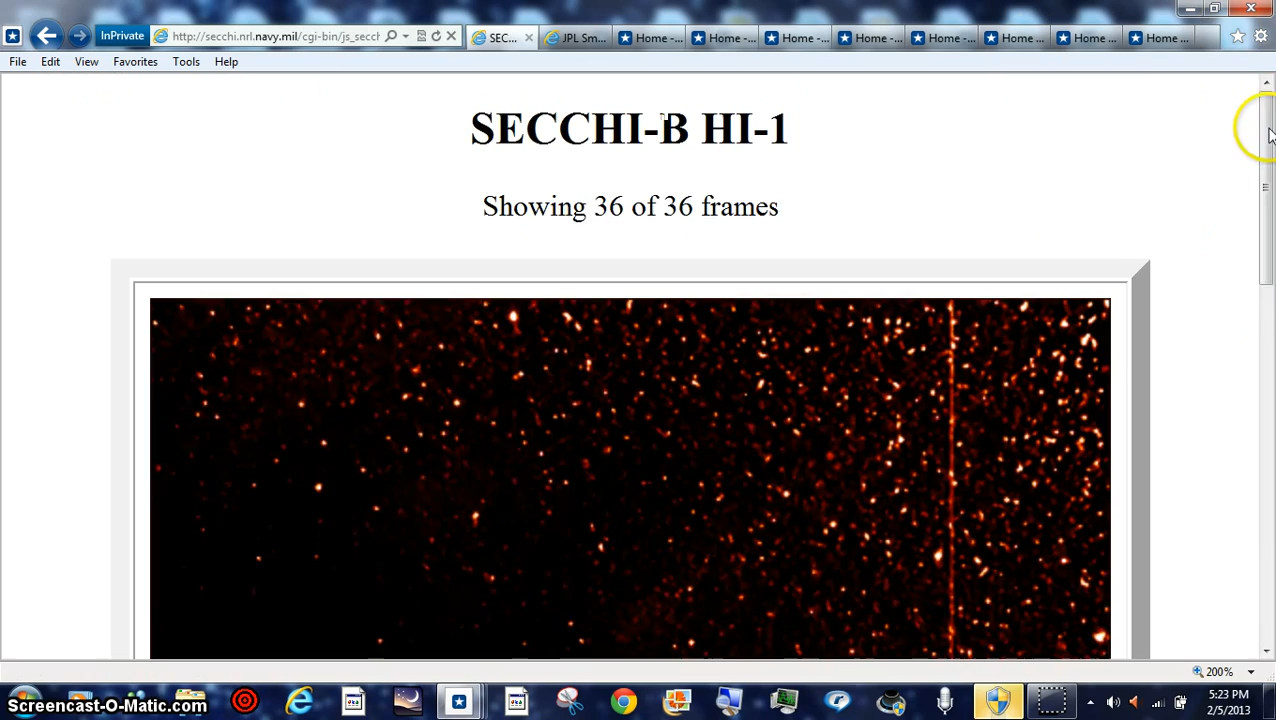 InPrivate
http://secchi.nrl.navy.mil/cgi-bin/js_secch
SEC...
JPL Sm...
Home -...
Home -...
Home -...
Home -...
Home -...
Home ...
Home ...
Home ...
File Edit View Favorites Tools Help
SECCHI-B HI-1
Showing 36 of 36 frames
200%
Screencast-O-Matic.com
5:23 PM
2/5/2013